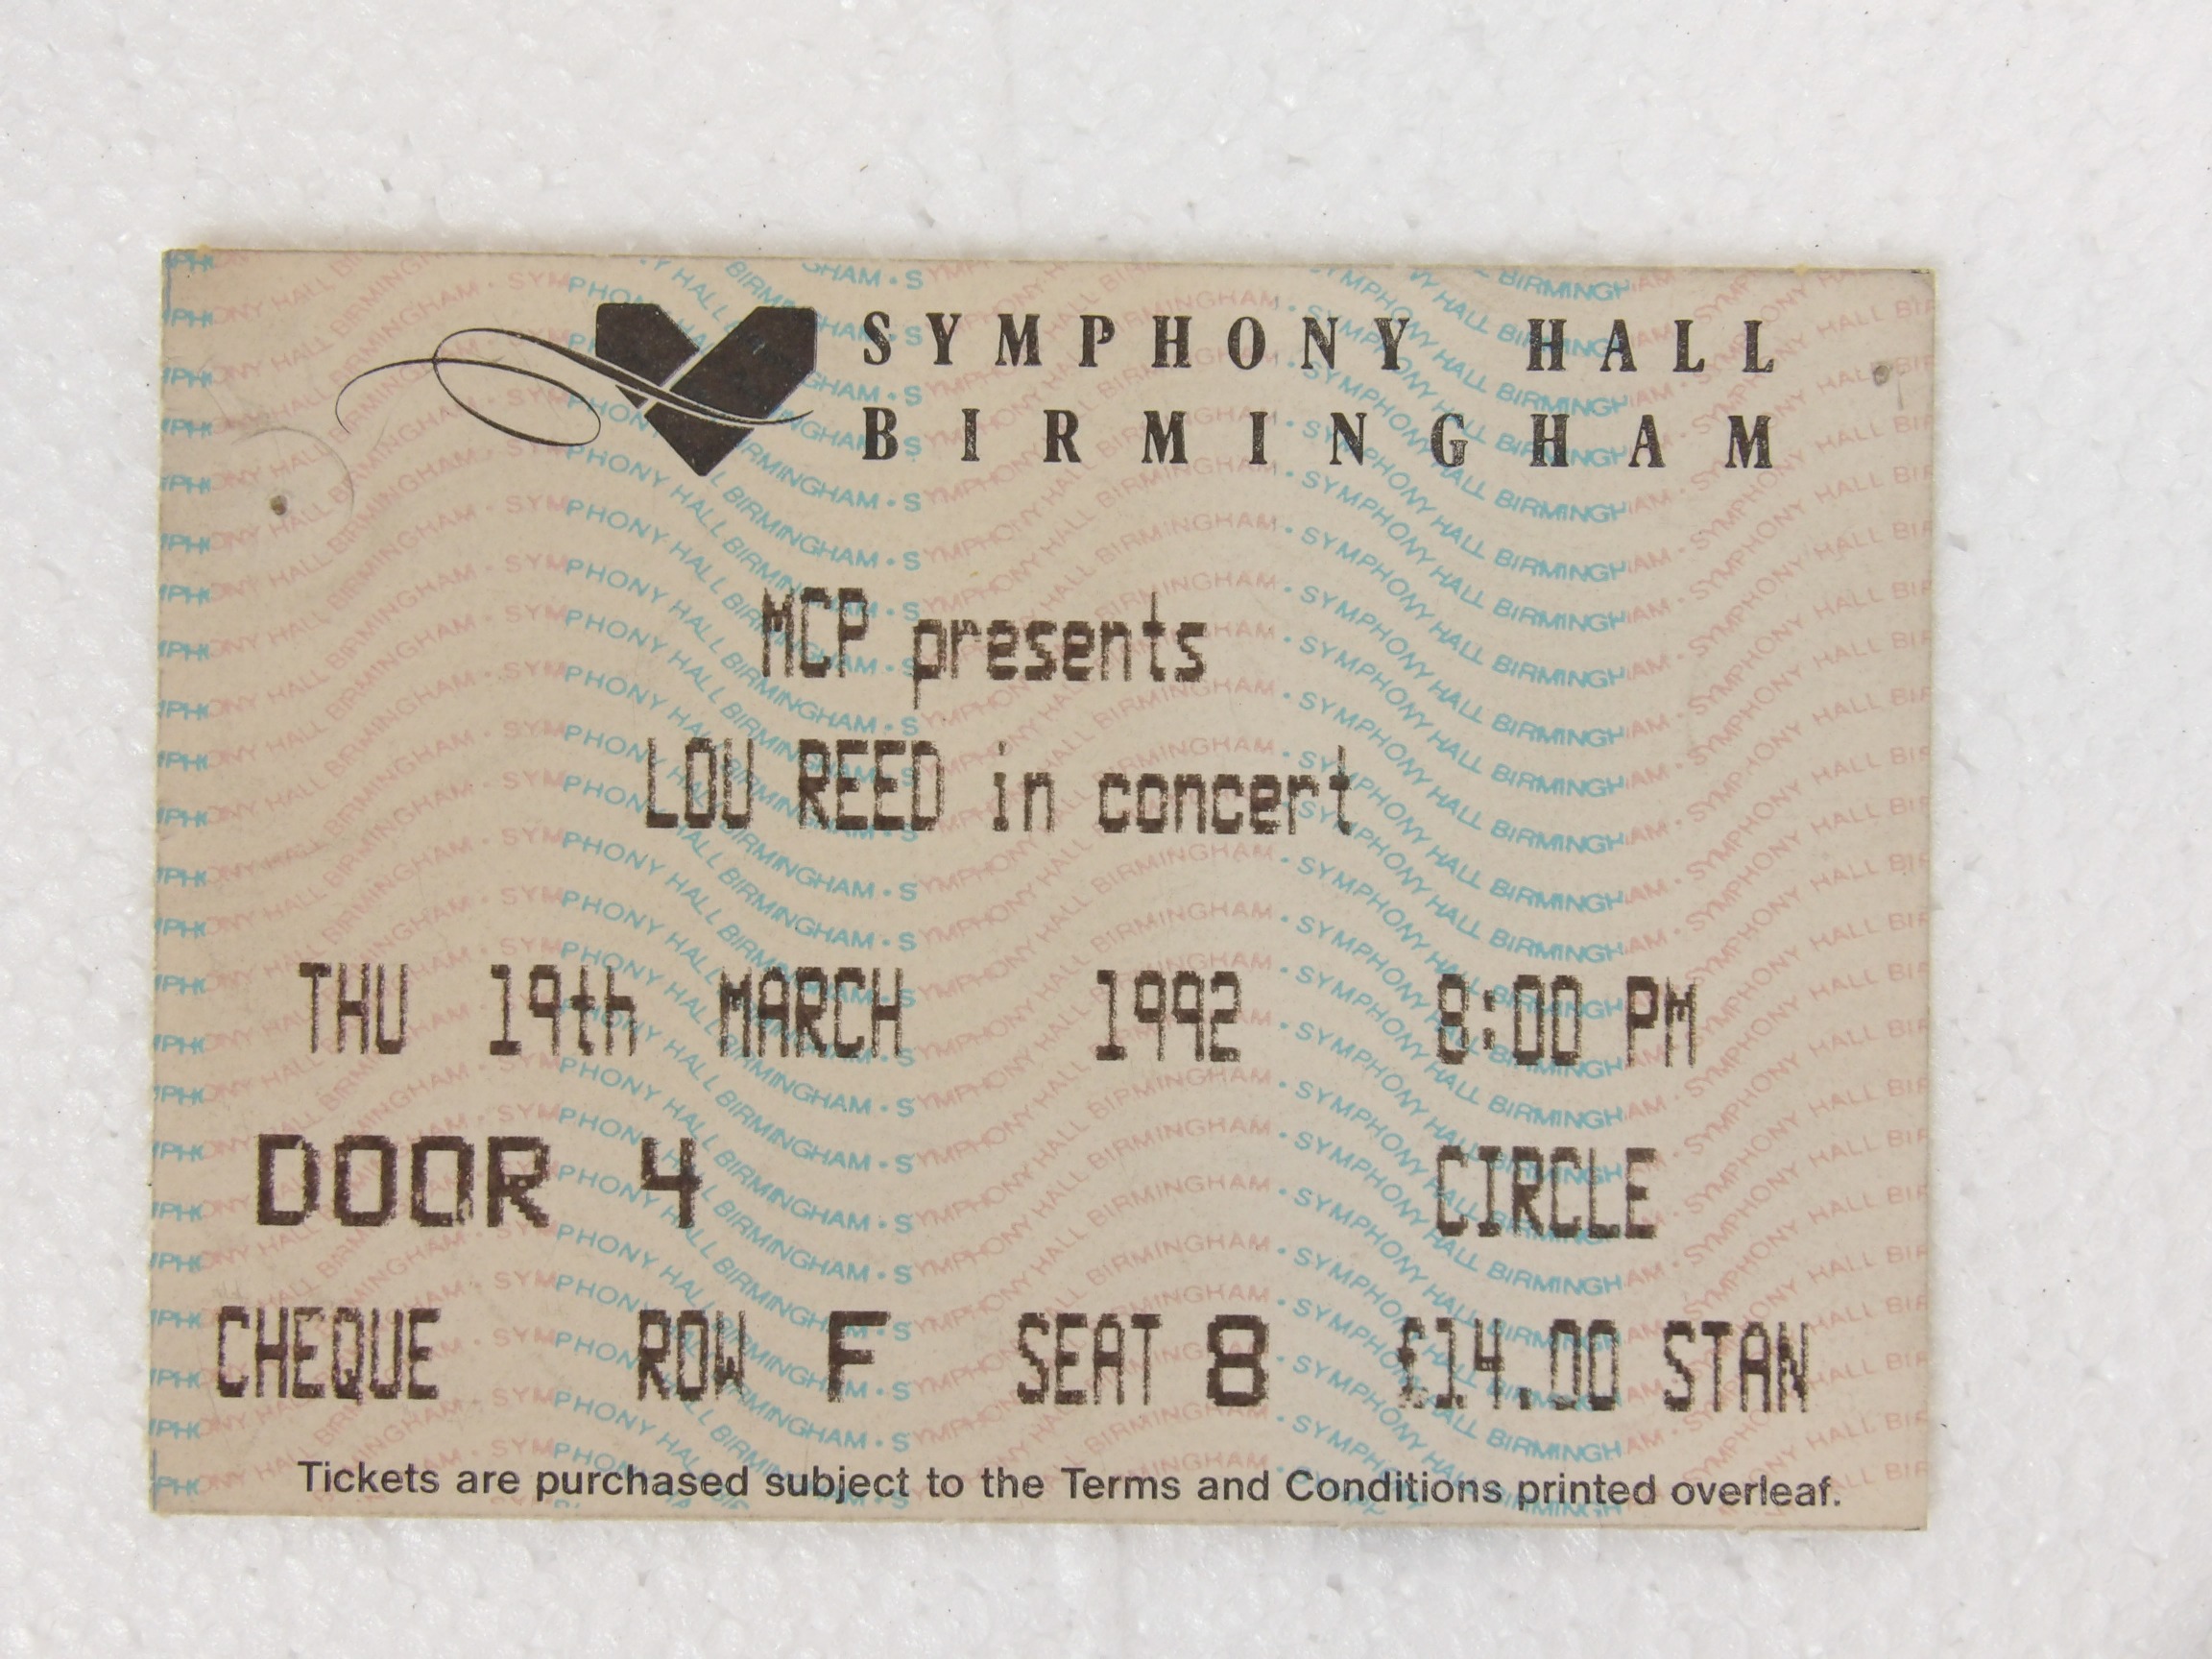 SYMPHONY HALL
BIRMINGHAM
MCP presents
LOU REED in concert
THU 19th MARCH 1992 8:00 PM
DOOR 4 CIRCLE
CHEQUE ROW F SEAT 8 £14.00 STAN
Tickets are purchased subject to the Terms and Conditions printed overleaf.